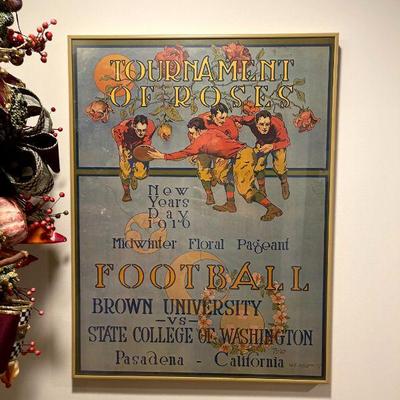 TOURNAMENT
OF ROSES
New
Years
Day
1916
Midwinter Floral Pageant
FOOTBALL
BROWN UNIVERSITY
-VS-
STATE COLLEGE OF WASHINGTON
Pasadena - California